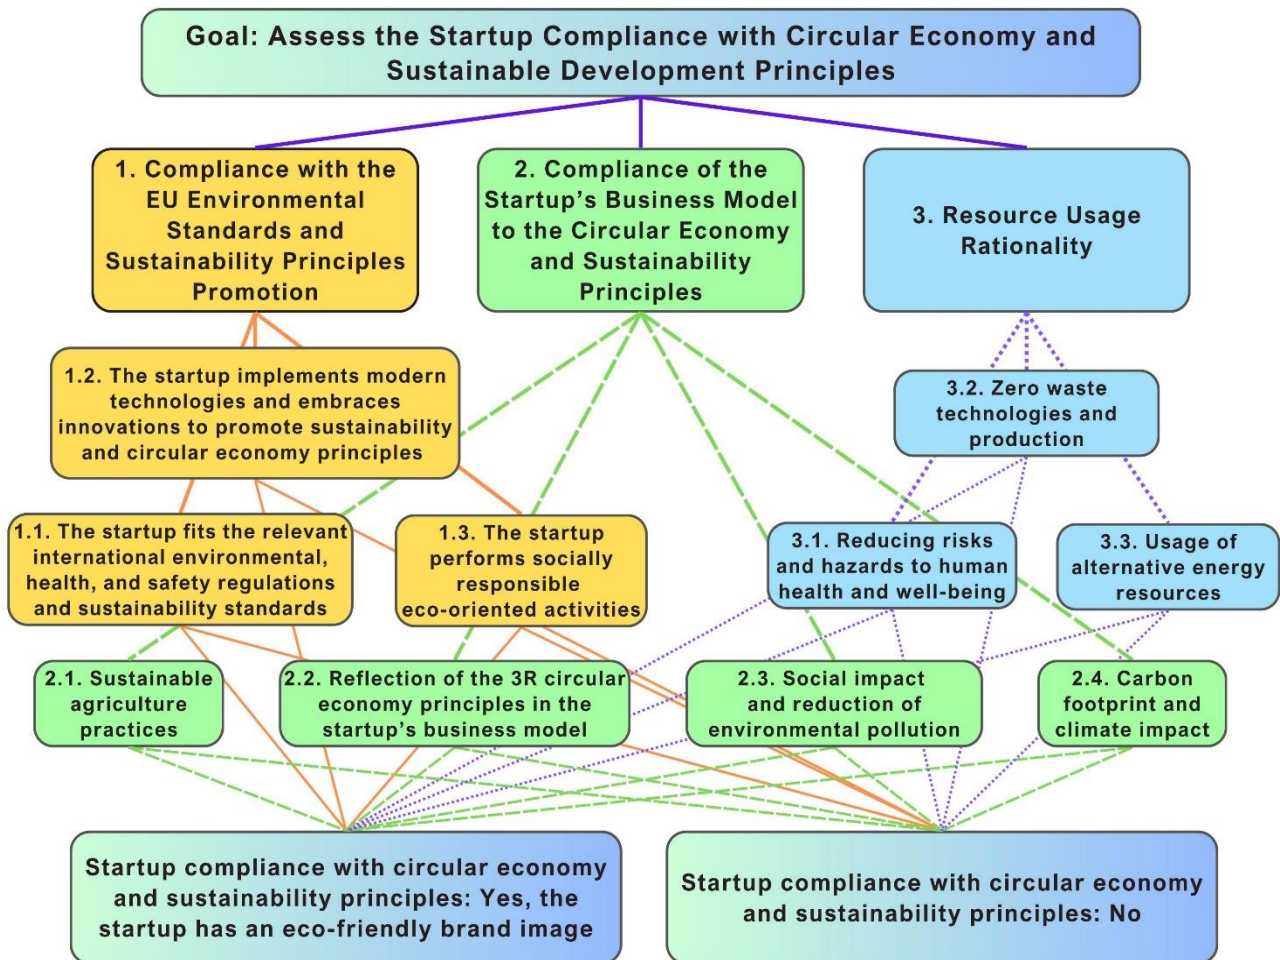 Goal: Assess the Startup Compliance with Circular Economy and
Sustainable Development Principles
1. Compliance with the
EU Environmental
Standards and
Sustainability Principles
Promotion
2. Compliance of the
Startup’s Business Model
to the Circular Economy
and Sustainability
Principles
3. Resource Usage
Rationality
1.2. The startup implements modern
technologies and embraces
innovations to promote sustainability
and circular economy principles
3.2. Zero waste
technologies and
production
1.1. The startup fits the relevant
international environmental,
health, and safety regulations
and sustainability standards
1.3. The startup
performs socially
responsible
eco-oriented activities
3.1. Reducing risks
and hazards to human
health and well-being
3.3. Usage of
alternative energy
resources
2.1. Sustainable
agriculture
practices
2.2. Reflection of the 3R circular
economy principles in the
startup’s business model
2.3. Social impact
and reduction of
environmental pollution
2.4. Carbon
footprint and
climate impact
Startup compliance with circular economy
and sustainability principles: Yes, the
startup has an eco-friendly brand image
Startup compliance with circular economy
and sustainability principles: No